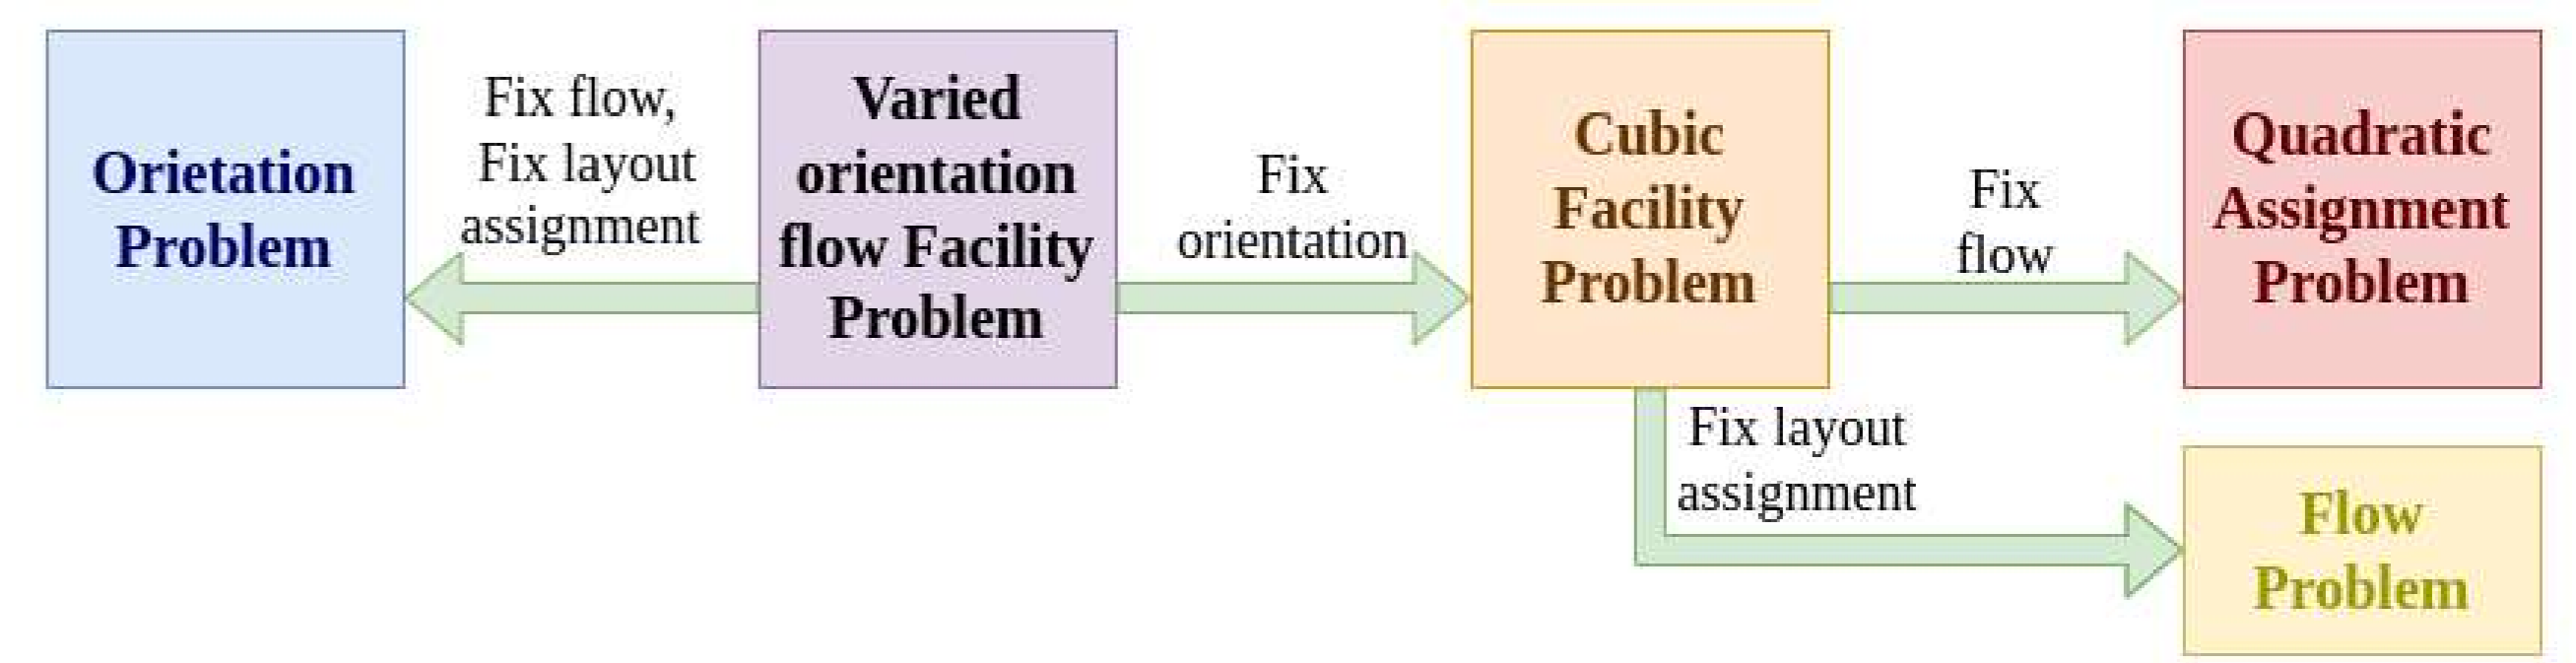 Orietation
Problem
Fix flow,
Fix layout
assignment
Varied
orientation
flow Facility
Problem
Fix
orientation
Cubic
Facility
Problem
Fix
flow
Quadratic
Assignment
Problem
Fix layout
assignment
Flow
Problem